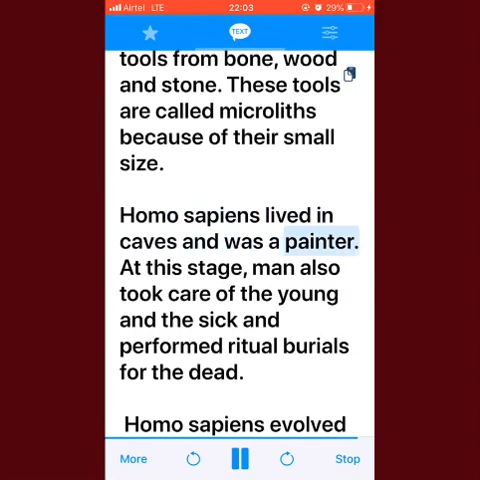 Airtel LTE 22:03 29%
TEXT
tools from bone, wood
and stone. These tools
are called microliths
because of their small
size.
Homo sapiens lived in
caves and was a painter.
At this stage, man also
took care of the young
and the sick and
performed ritual burials
for the dead.
Homo sapiens evolved
More Stop